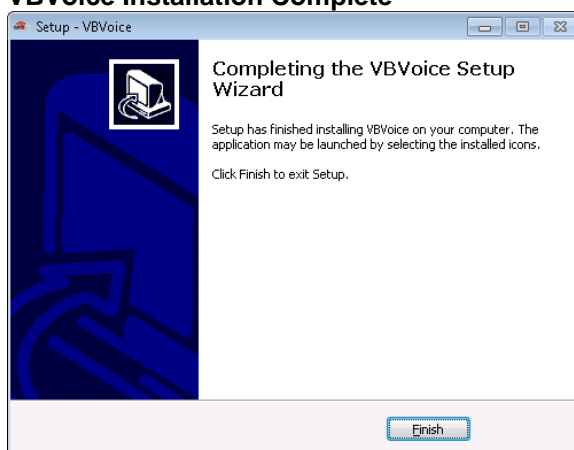 VBVoice Installation Complete
Setup - VBVoice
Completing the VBVoice Setup
Wizard
Setup has finished installing VBVoice on your computer. The
application may be launched by selecting the installed icons.
Click Finish to exit Setup.
Finish